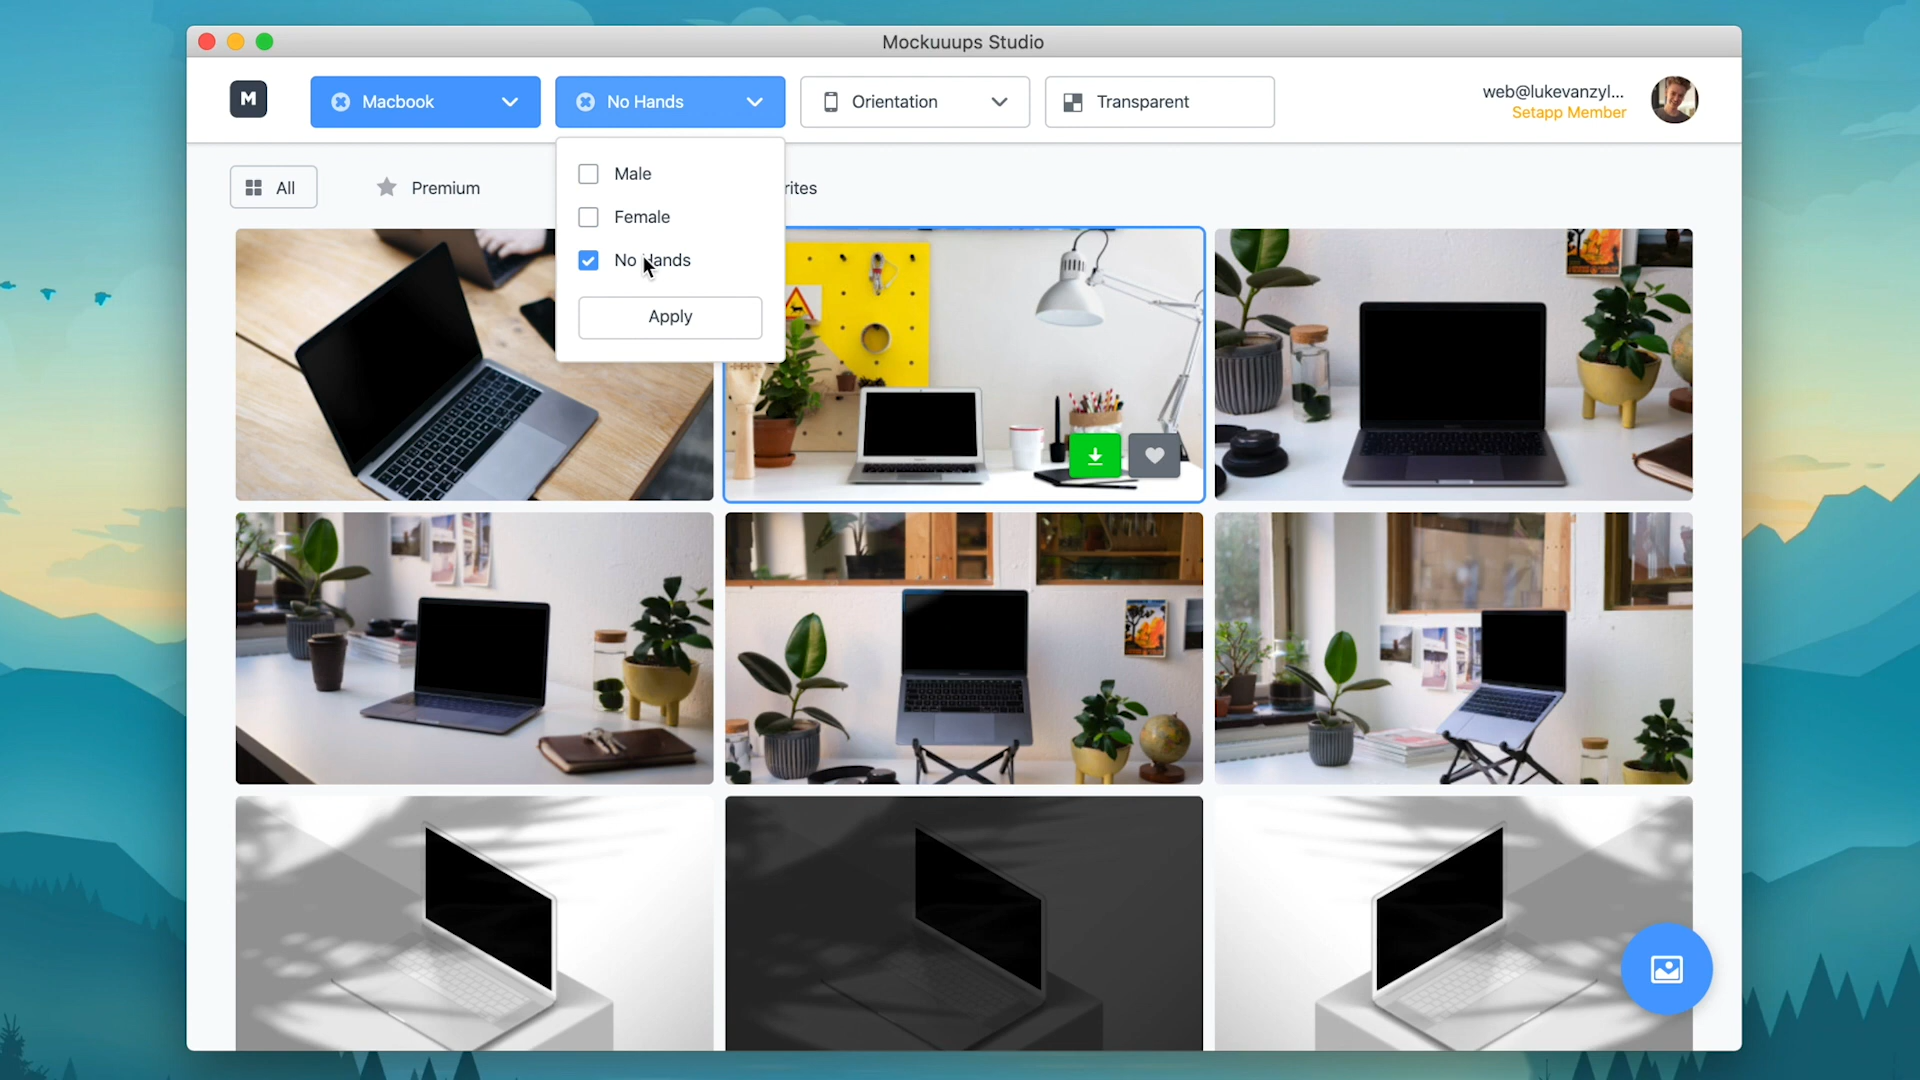 Mockuuups Studio
M
Macbook
No Hands
Orientation
Transparent
web@lukevanzyl...
Setapp Member
Male
Female
No Hands
Apply
All
Premium
rites